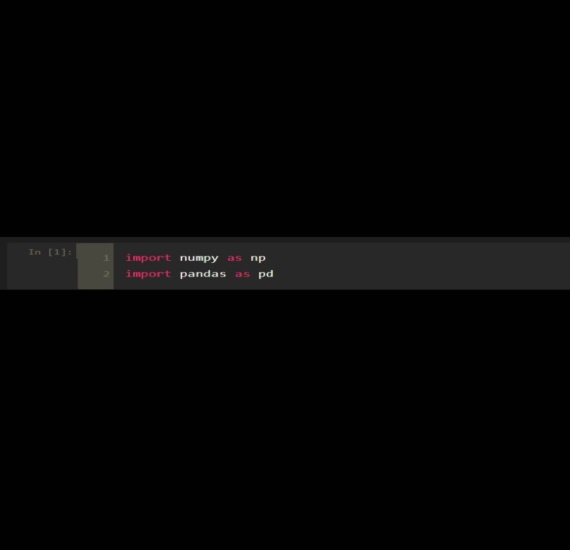 In [1]:
1 import numpy as np
2 import pandas as pd